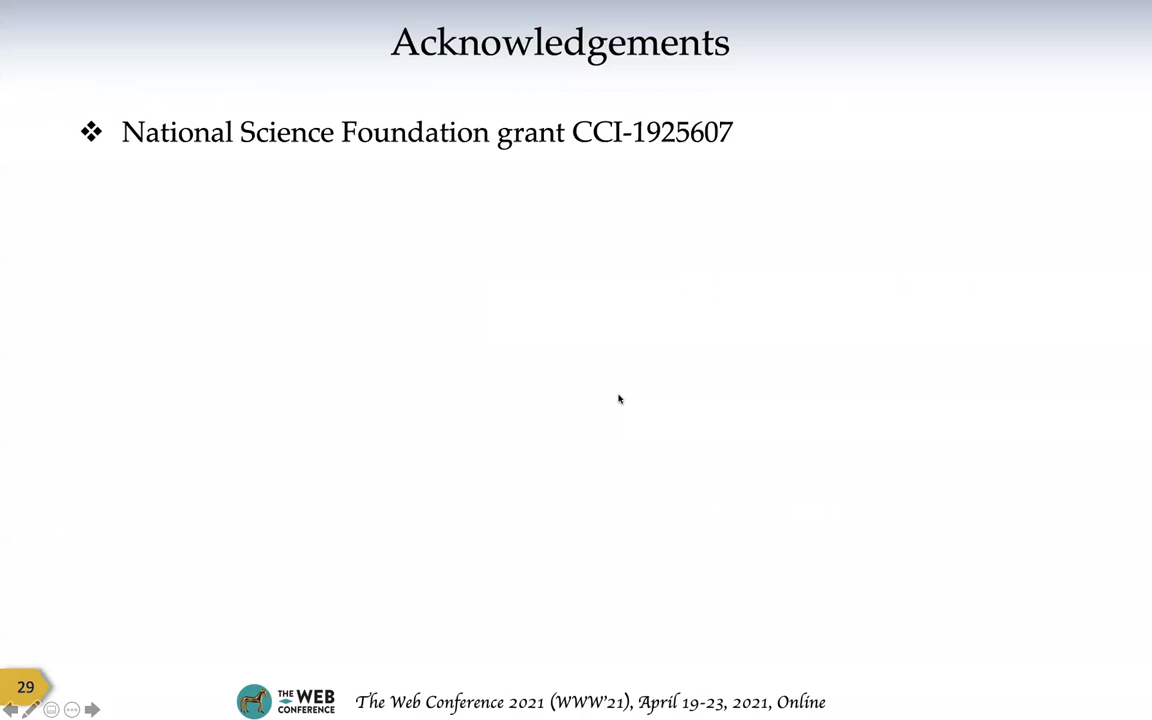 Acknowledgements
❖ National Science Foundation grant CCI-1925607
29
THE WEB CONFERENCE
The Web Conference 2021 (WWW'21), April 19-23, 2021, Online